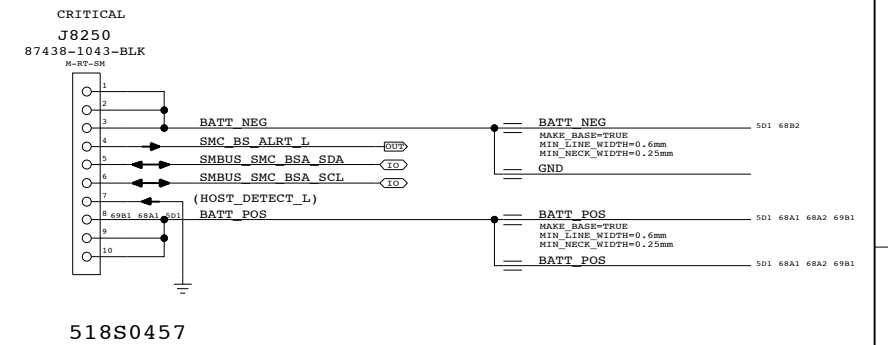 CRITICAL
J8250
87438-1043-BLK
M-RT-SM
1
2
3 BATT_NEG BATT_NEG 5D1 68B2
MAKE_BASE=TRUE
MIN_LINE_WIDTH=0.6mm
MIN_NECK_WIDTH=0.25mm
4 SMC_BS_ALRT_L OUT
5 SMBUS_SMC_BSA_SDA IO
GND
6 SMBUS_SMC_BSA_SCL IO
7 (HOST_DETECT_L)
8 69B1 68A1 5D1 BATT_POS BATT_POS 5D1 68A1 68A2 69B1
MAKE_BASE=TRUE
MIN_LINE_WIDTH=0.6mm
MIN_NECK_WIDTH=0.25mm
9
10
BATT_POS 5D1 68A1 68A2 69B1
518S0457